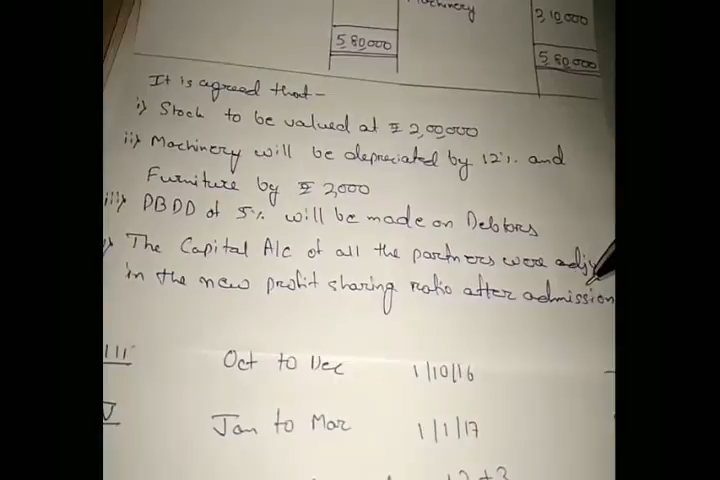 Machinery 3,10,000
5,80,000 5,80,000
It is agreed that -
i) Stock to be valued at ₹ 2,00,000
ii) Machinery will be depreciated by 12% and
Furniture by ₹ 2,000
iii) PBDD of 5% will be made on Debtors
The Capital A/c of all the partners were
in the new profit sharing ratio after admission
III Oct to Dec 1/10/16
Jan to Mar 1/1/17